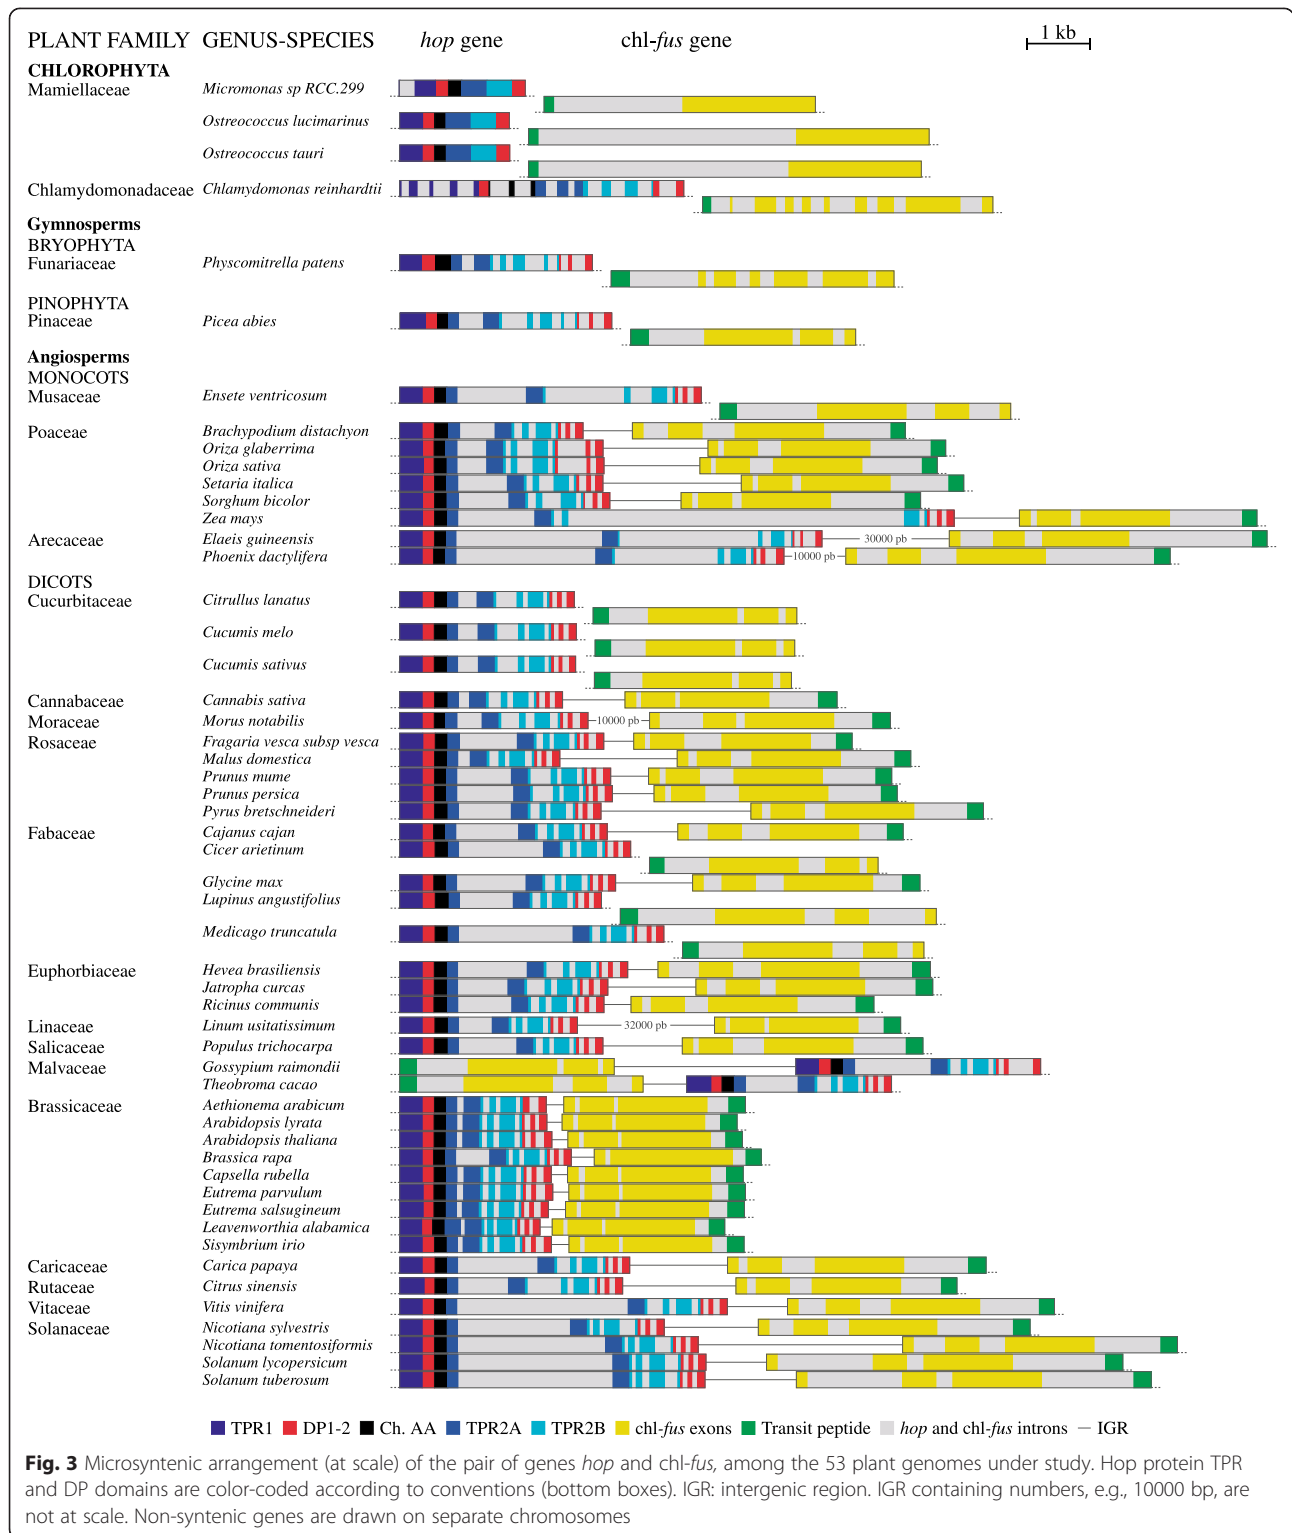 PLANT FAMILY GENUS-SPECIES hop gene chl-fus gene 1 kb
CHLOROPHYTA
Mamiellaceae Micromonas sp RCC.299
Ostreococcus lucimarinus
Ostreococcus tauri
Chlamydomonadaceae Chlamydomonas reinhardtii
Gymnosperms
BRYOPHYTA
Funariaceae Physcomitrella patens
PINOPHYTA
Pinaceae Picea abies
Angiosperms
MONOCOTS
Musaceae Ensete ventricosum
Poaceae Brachypodium distachyon
Oriza glaberrima
Oriza sativa
Setaria italica
Sorghum bicolor
Zea mays
Arecaceae Elaeis guineensis 30000 pb
Phoenix dactylifera 10000 pb
DICOTS
Cucurbitaceae Citrullus lanatus
Cucumis melo
Cucumis sativus
Cannabaceae Cannabis sativa
Moraceae Morus notabilis 10000 pb
Rosaceae Fragaria vesca subsp vesca
Malus domestica
Prunus mume
Prunus persica
Pyrus bretschneideri
Fabaceae Cajanus cajan
Cicer arietinum
Glycine max
Lupinus angustifolius
Medicago truncatula
Euphorbiaceae Hevea brasiliensis
Jatropha curcas
Ricinus communis
Linaceae Linum usitatissimum 32000 pb
Salicaceae Populus trichocarpa
Malvaceae Gossypium raimondii
Theobroma cacao
Brassicaceae Aethionema arabicum
Arabidopsis lyrata
Arabidopsis thaliana
Brassica rapa
Capsella rubella
Eutrema parvulum
Eutrema salsugineum
Leavenworthia alabamica
Sisymbrium irio
Caricaceae Carica papaya
Rutaceae Citrus sinensis
Vitaceae Vitis vinifera
Solanaceae Nicotiana sylvestris
Nicotiana tomentosiformis
Solanum lycopersicum
Solanum tuberosum
TPR1 DP1-2 Ch. AA TPR2A TPR2B chl-fus exons Transit peptide hop and chl-fus introns IGR
Fig. 3 Microsyntenic arrangement (at scale) of the pair of genes hop and chl-fus, among the 53 plant genomes under study. Hop protein TPR
and DP domains are color-coded according to conventions (bottom boxes). IGR: intergenic region. IGR containing numbers, e.g., 10000 bp, are
not at scale. Non-syntenic genes are drawn on separate chromosomes